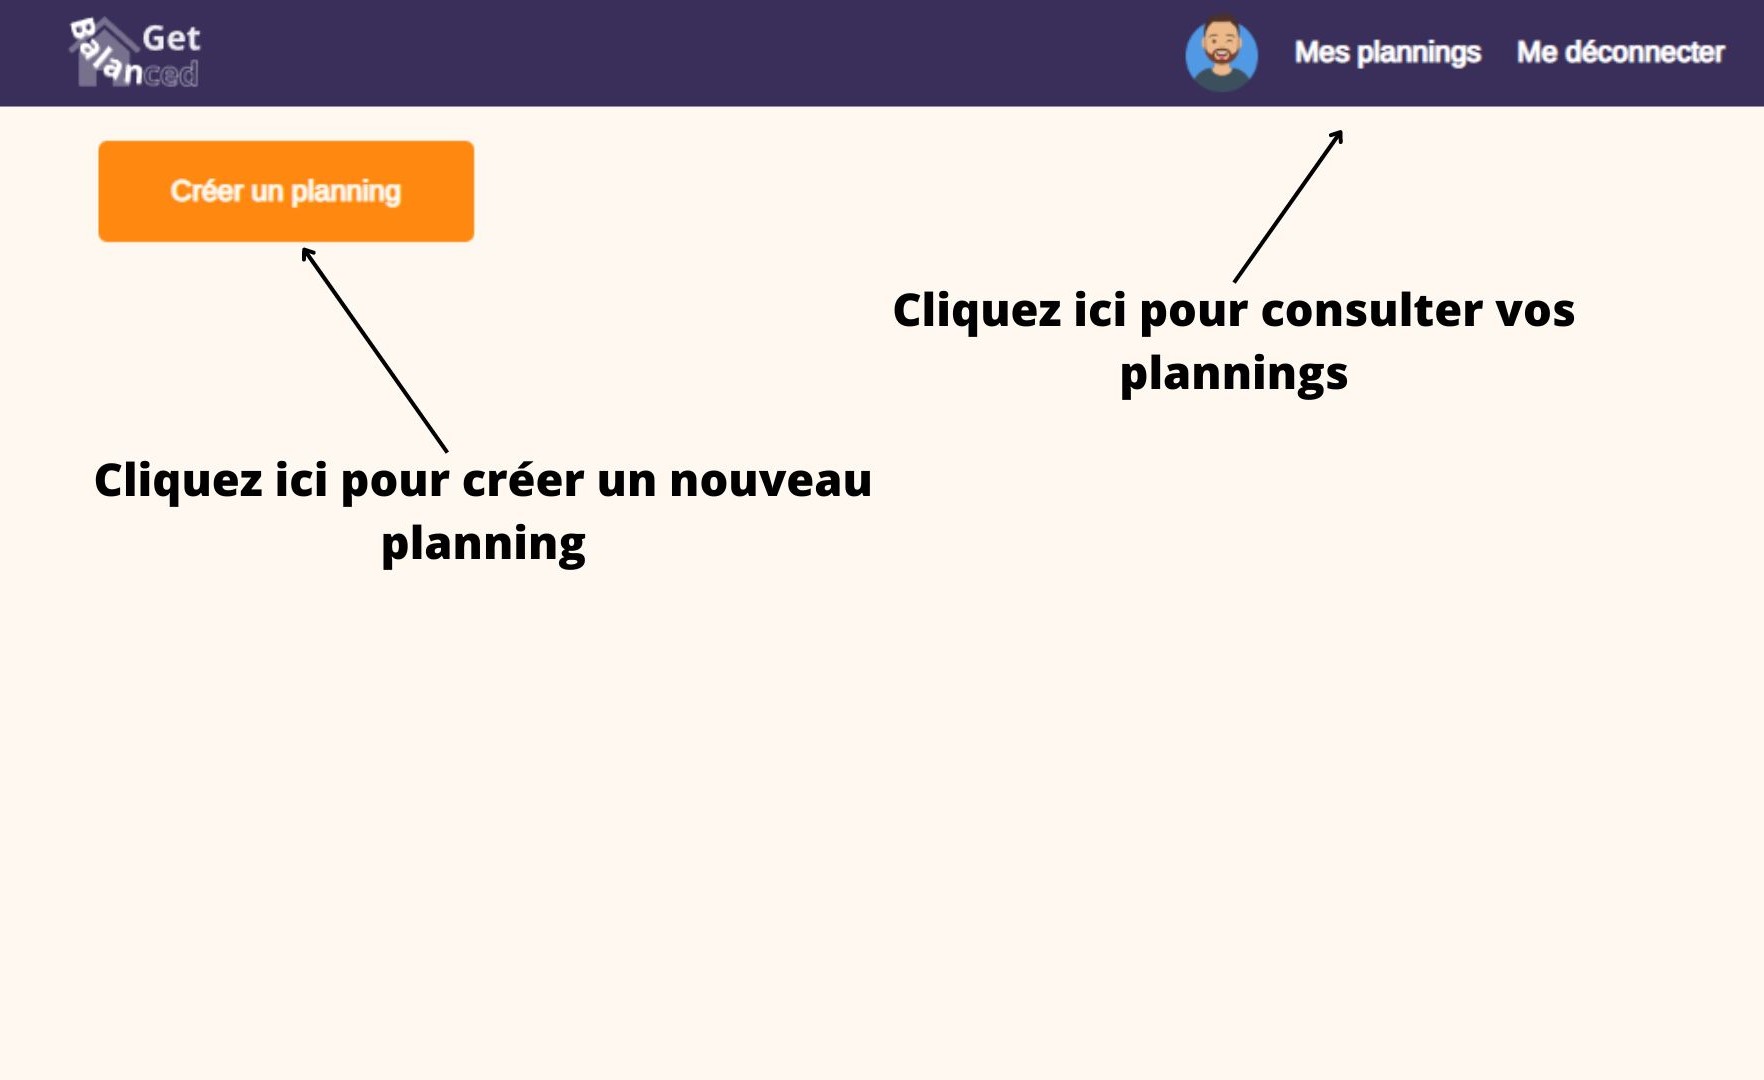 Get
Balanced
Mes plannings
Me déconnecter
Créer un planning
Cliquez ici pour consulter vos
plannings
Cliquez ici pour créer un nouveau
planning